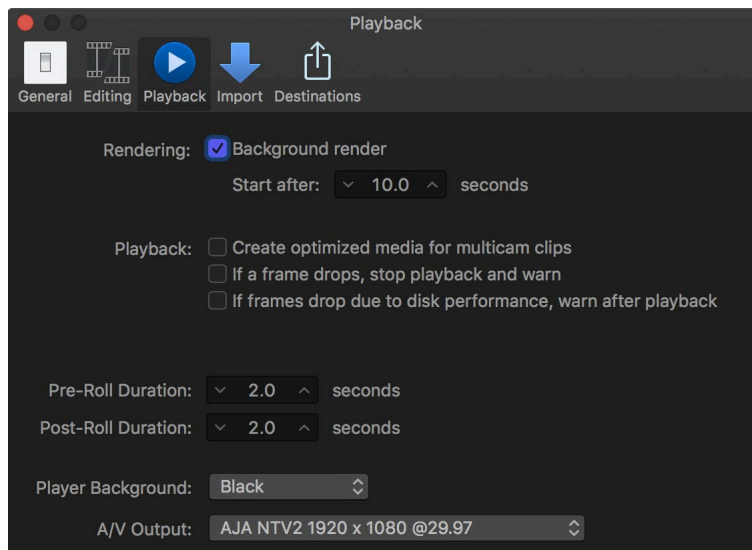 Playback
General Editing Playback Import Destinations
Rendering: Background render
Start after: 10.0 seconds
Playback: Create optimized media for multicam clips
If a frame drops, stop playback and warn
If frames drop due to disk performance, warn after playback
Pre-Roll Duration: 2.0 seconds
Post-Roll Duration: 2.0 seconds
Player Background: Black
A/V Output: AJA NTV2 1920 x 1080 @29.97